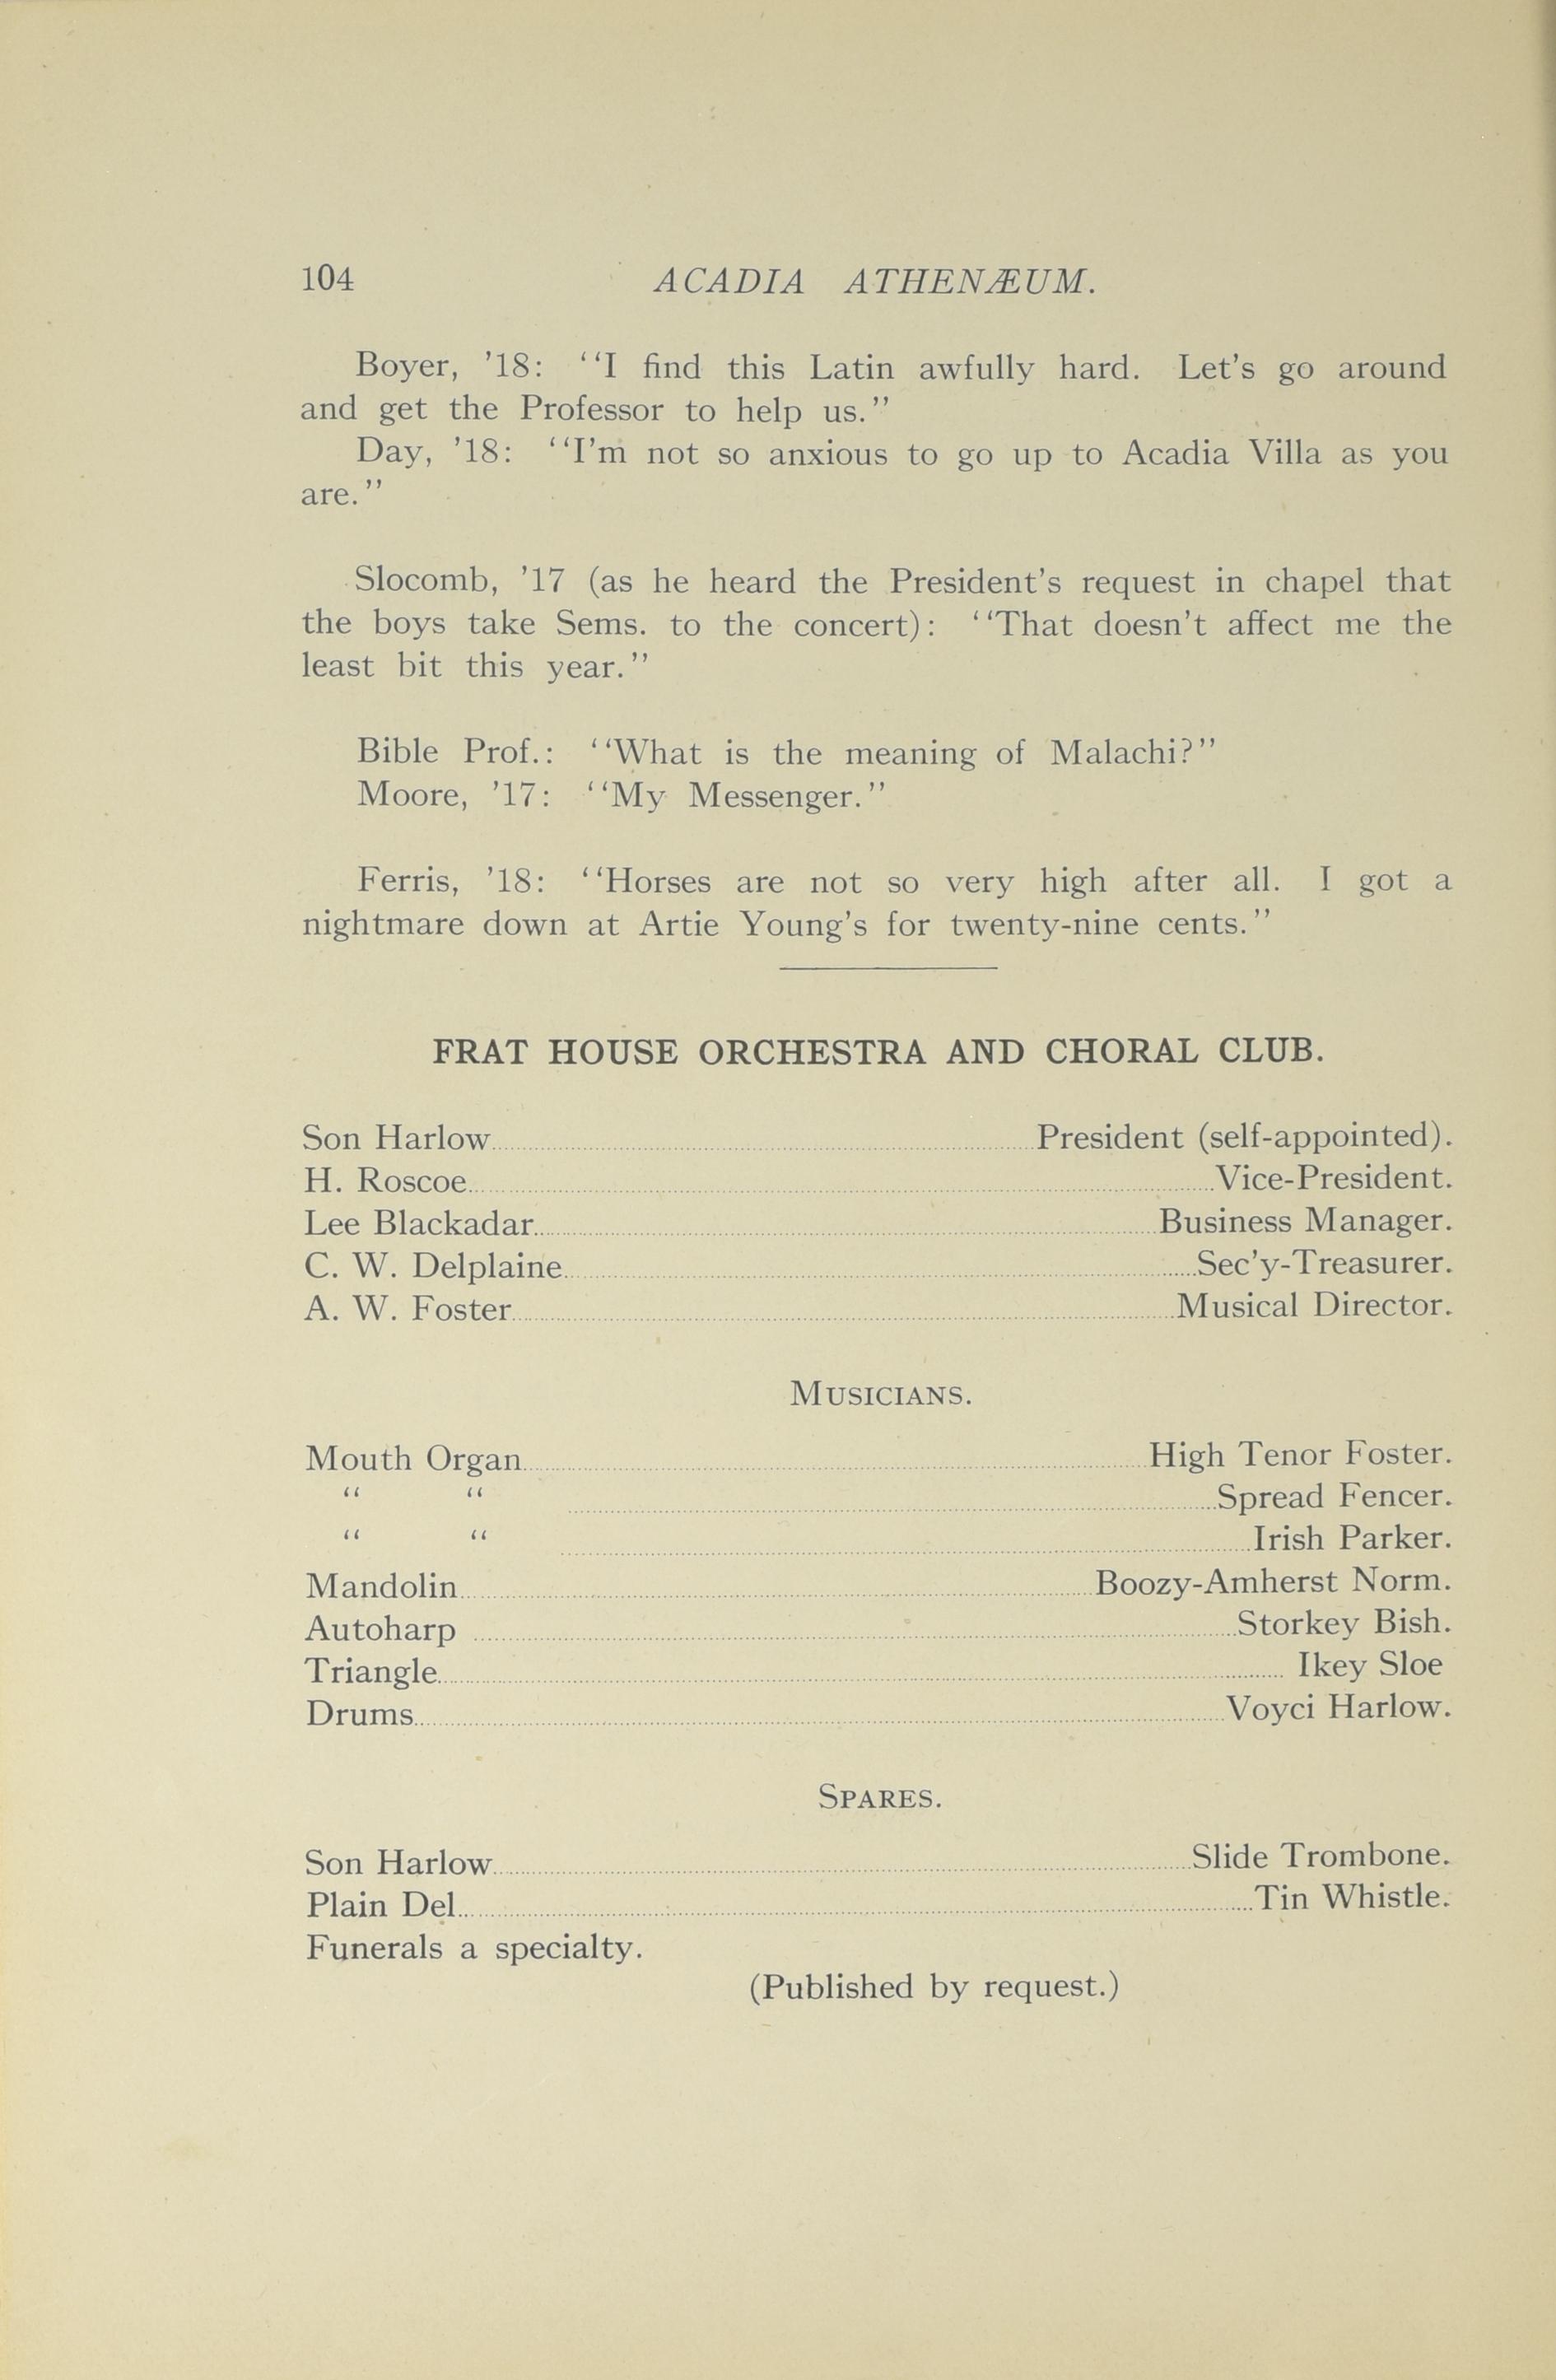 104 ACADIA ATHENÆUM.
Boyer, '18: "I find this Latin awfully hard. Let's go around
and get the Professor to help us."
Day, '18: "I'm not so anxious to go up to Acadia Villa as you
are."
Slocomb, '17 (as he heard the President's request in chapel that
the boys take Sems. to the concert): "That doesn't affect me the
least bit this year."
Bible Prof.: "What is the meaning of Malachi?"
Moore, '17: "My Messenger."
Ferris, '18: "Horses are not so very high after all. I got a
nightmare down at Artie Young's for twenty-nine cents."
FRAT HOUSE ORCHESTRA AND CHORAL CLUB.
Son Harlow........President (self-appointed).
H. Roscoe........Vice-President.
Lee Blackadar........Business Manager.
C. W. Delplaine........Sec'y-Treasurer.
A. W. Foster........Musical Director.
MUSICIANS.
Mouth Organ........High Tenor Foster.
" " ........Spread Fencer.
" " ........Irish Parker.
Mandolin........Boozy-Amherst Norm.
Autoharp ........Storkey Bish.
Triangle........ Ikey Sloe
Drums........Voyci Harlow.
SPARES.
Son Harlow........Slide Trombone.
Plain Del........Tin Whistle.
Funerals a specialty.
(Published by request.)